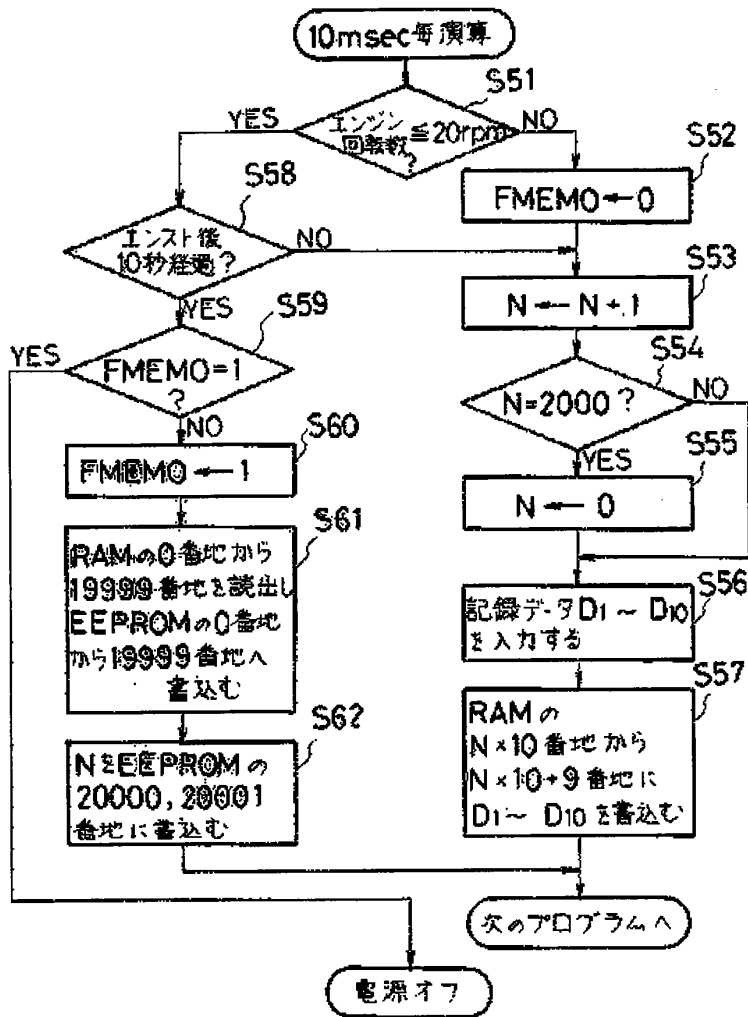 10msec毎演算
S51
エンジン
回転数 ≦20rpm
?
YES
NO
S52
FMEMO←0
S58
エンスト後
10秒経過?
NO
YES
S53
N←N+1
S59
FMEMO=1
?
YES
NO
S54
N=2000?
NO
YES
S60
FMEMO←1
S55
N←0
S61
RAMの0番地から
19999番地を読出し
EEPROMの0番地
から19999番地へ
書込む
S56
記録データD1〜D10
を入力する
S62
NをEEPROMの
20000,20001
番地に書込む
S57
RAMの
N×10番地から
N×10+9番地に
D1〜D10を書込む
次のプログラムへ
電源オフ